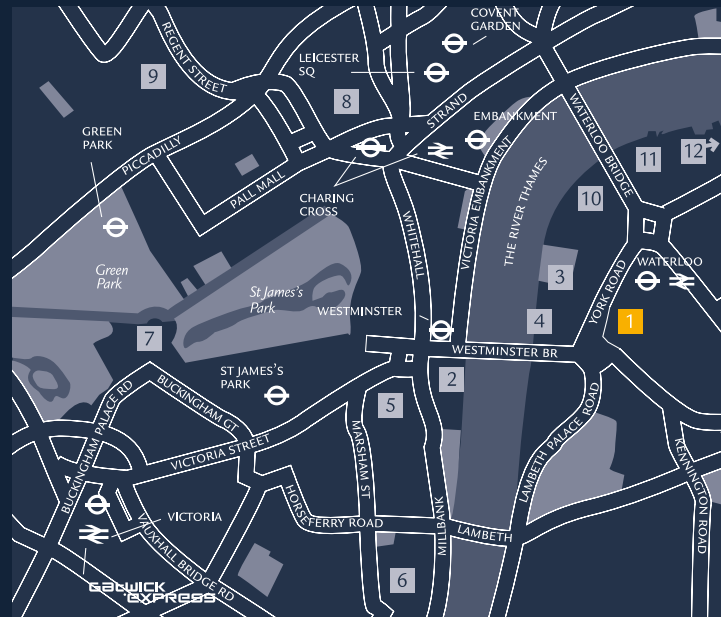 COVENT
GARDEN
REGENT STREET
LEICESTER
SQ
9
8
STRAND
EMBANKMENT
WATERLOO BRIDGE
GREEN
PARK
PICCADILLY
11
12
PALL MALL
CHARING
CROSS
VICTORIA EMBANKMENT
THE RIVER THAMES
10
WHITEHALL
Green
Park
St James's
Park
3
WATERLOO
YORK ROAD
WESTMINSTER
4
1
7
WESTMINSTER BR
ST JAMES'S
PARK
2
5
BUCKINGHAM PALACE RD
BUCKINGHAM GT
VICTORIA STREET
MARSHAM ST
LAMBETH PALACE ROAD
KENNINGTON ROAD
HORSEFERRY ROAD
MILLBANK
LAMBETH
VICTORIA
VAUXHALL BRIDGE RD
6
GATWICK
EXPRESS